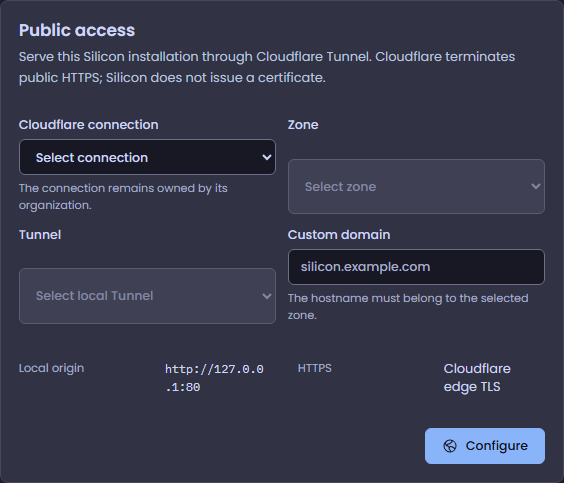 Public access
Serve this Silicon installation through Cloudflare Tunnel. Cloudflare terminates
public HTTPS; Silicon does not issue a certificate.
Cloudflare connection
Select connection
The connection remains owned by its
organization.
Zone
Select zone
Tunnel
Select local Tunnel
Custom domain
silicon.example.com
The hostname must belong to the selected
zone.
Local origin
http://127.0.0
.1:80
HTTPS
Cloudflare
edge TLS
Configure